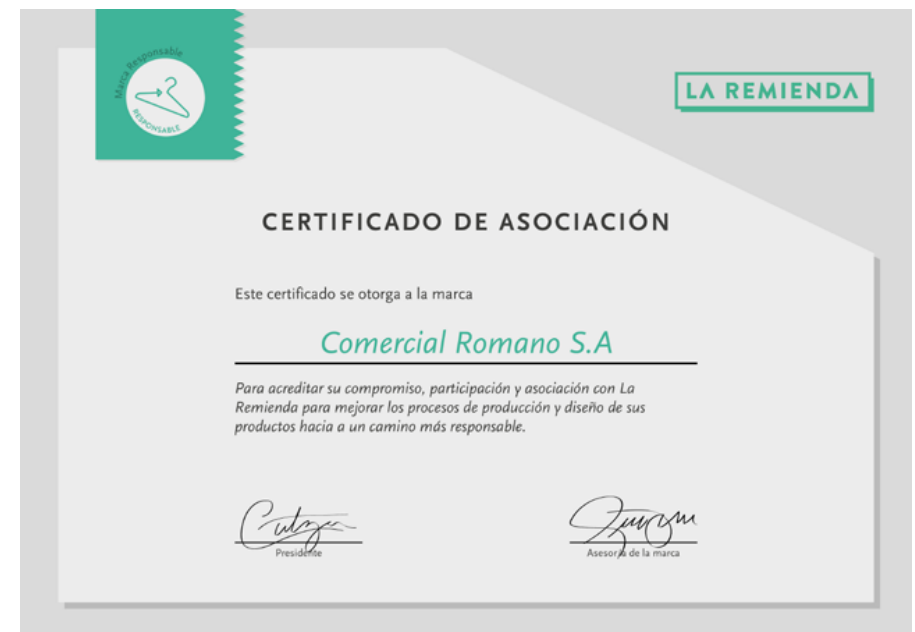 Marca Responsable
RESPONSABLE
LA REMIENDA
CERTIFICADO DE ASOCIACIÓN
Este certificado se otorga a la marca
Comercial Romano S.A
Para acreditar su compromiso, participación y asociación con La
Remienda para mejorar los procesos de producción y diseño de sus
productos hacia a un camino más responsable.
Presidente
Asesoría de la marca